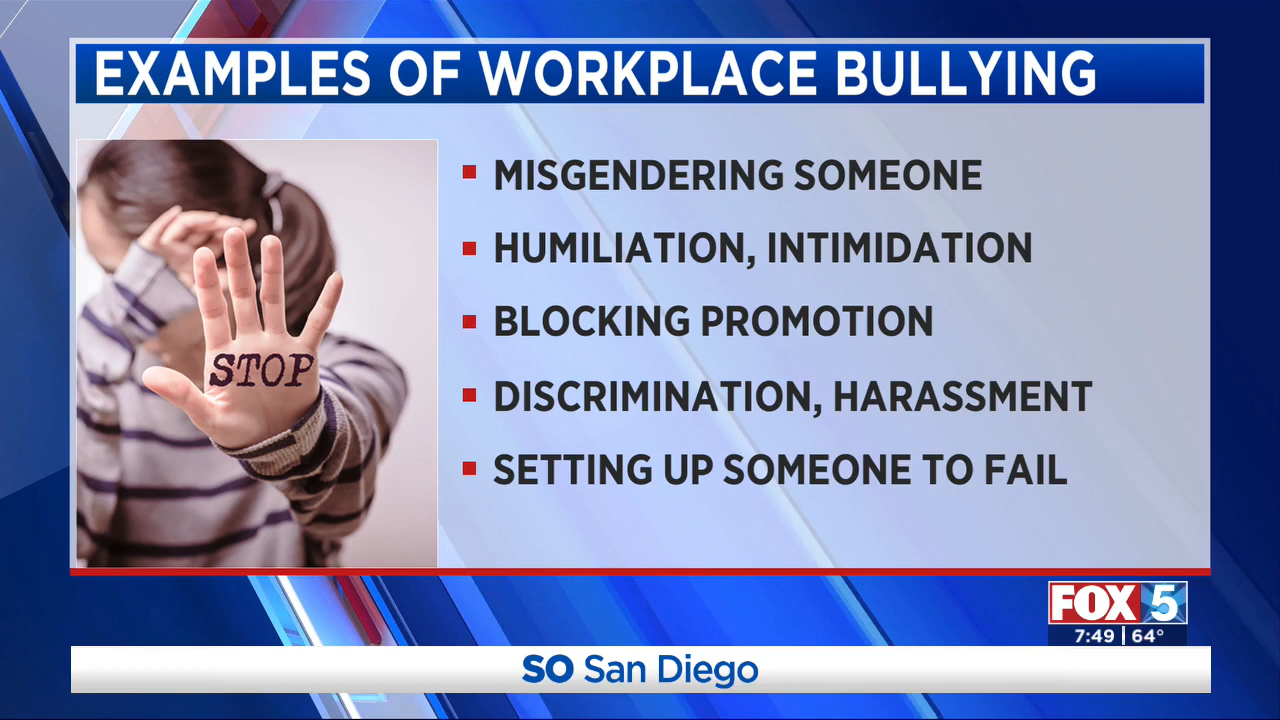 EXAMPLES OF WORKPLACE BULLYING
STOP
MISGENDERING SOMEONE
HUMILIATION, INTIMIDATION
BLOCKING PROMOTION
DISCRIMINATION, HARASSMENT
SETTING UP SOMEONE TO FAIL
FOX 5
7:49 | 64°
SO San Diego